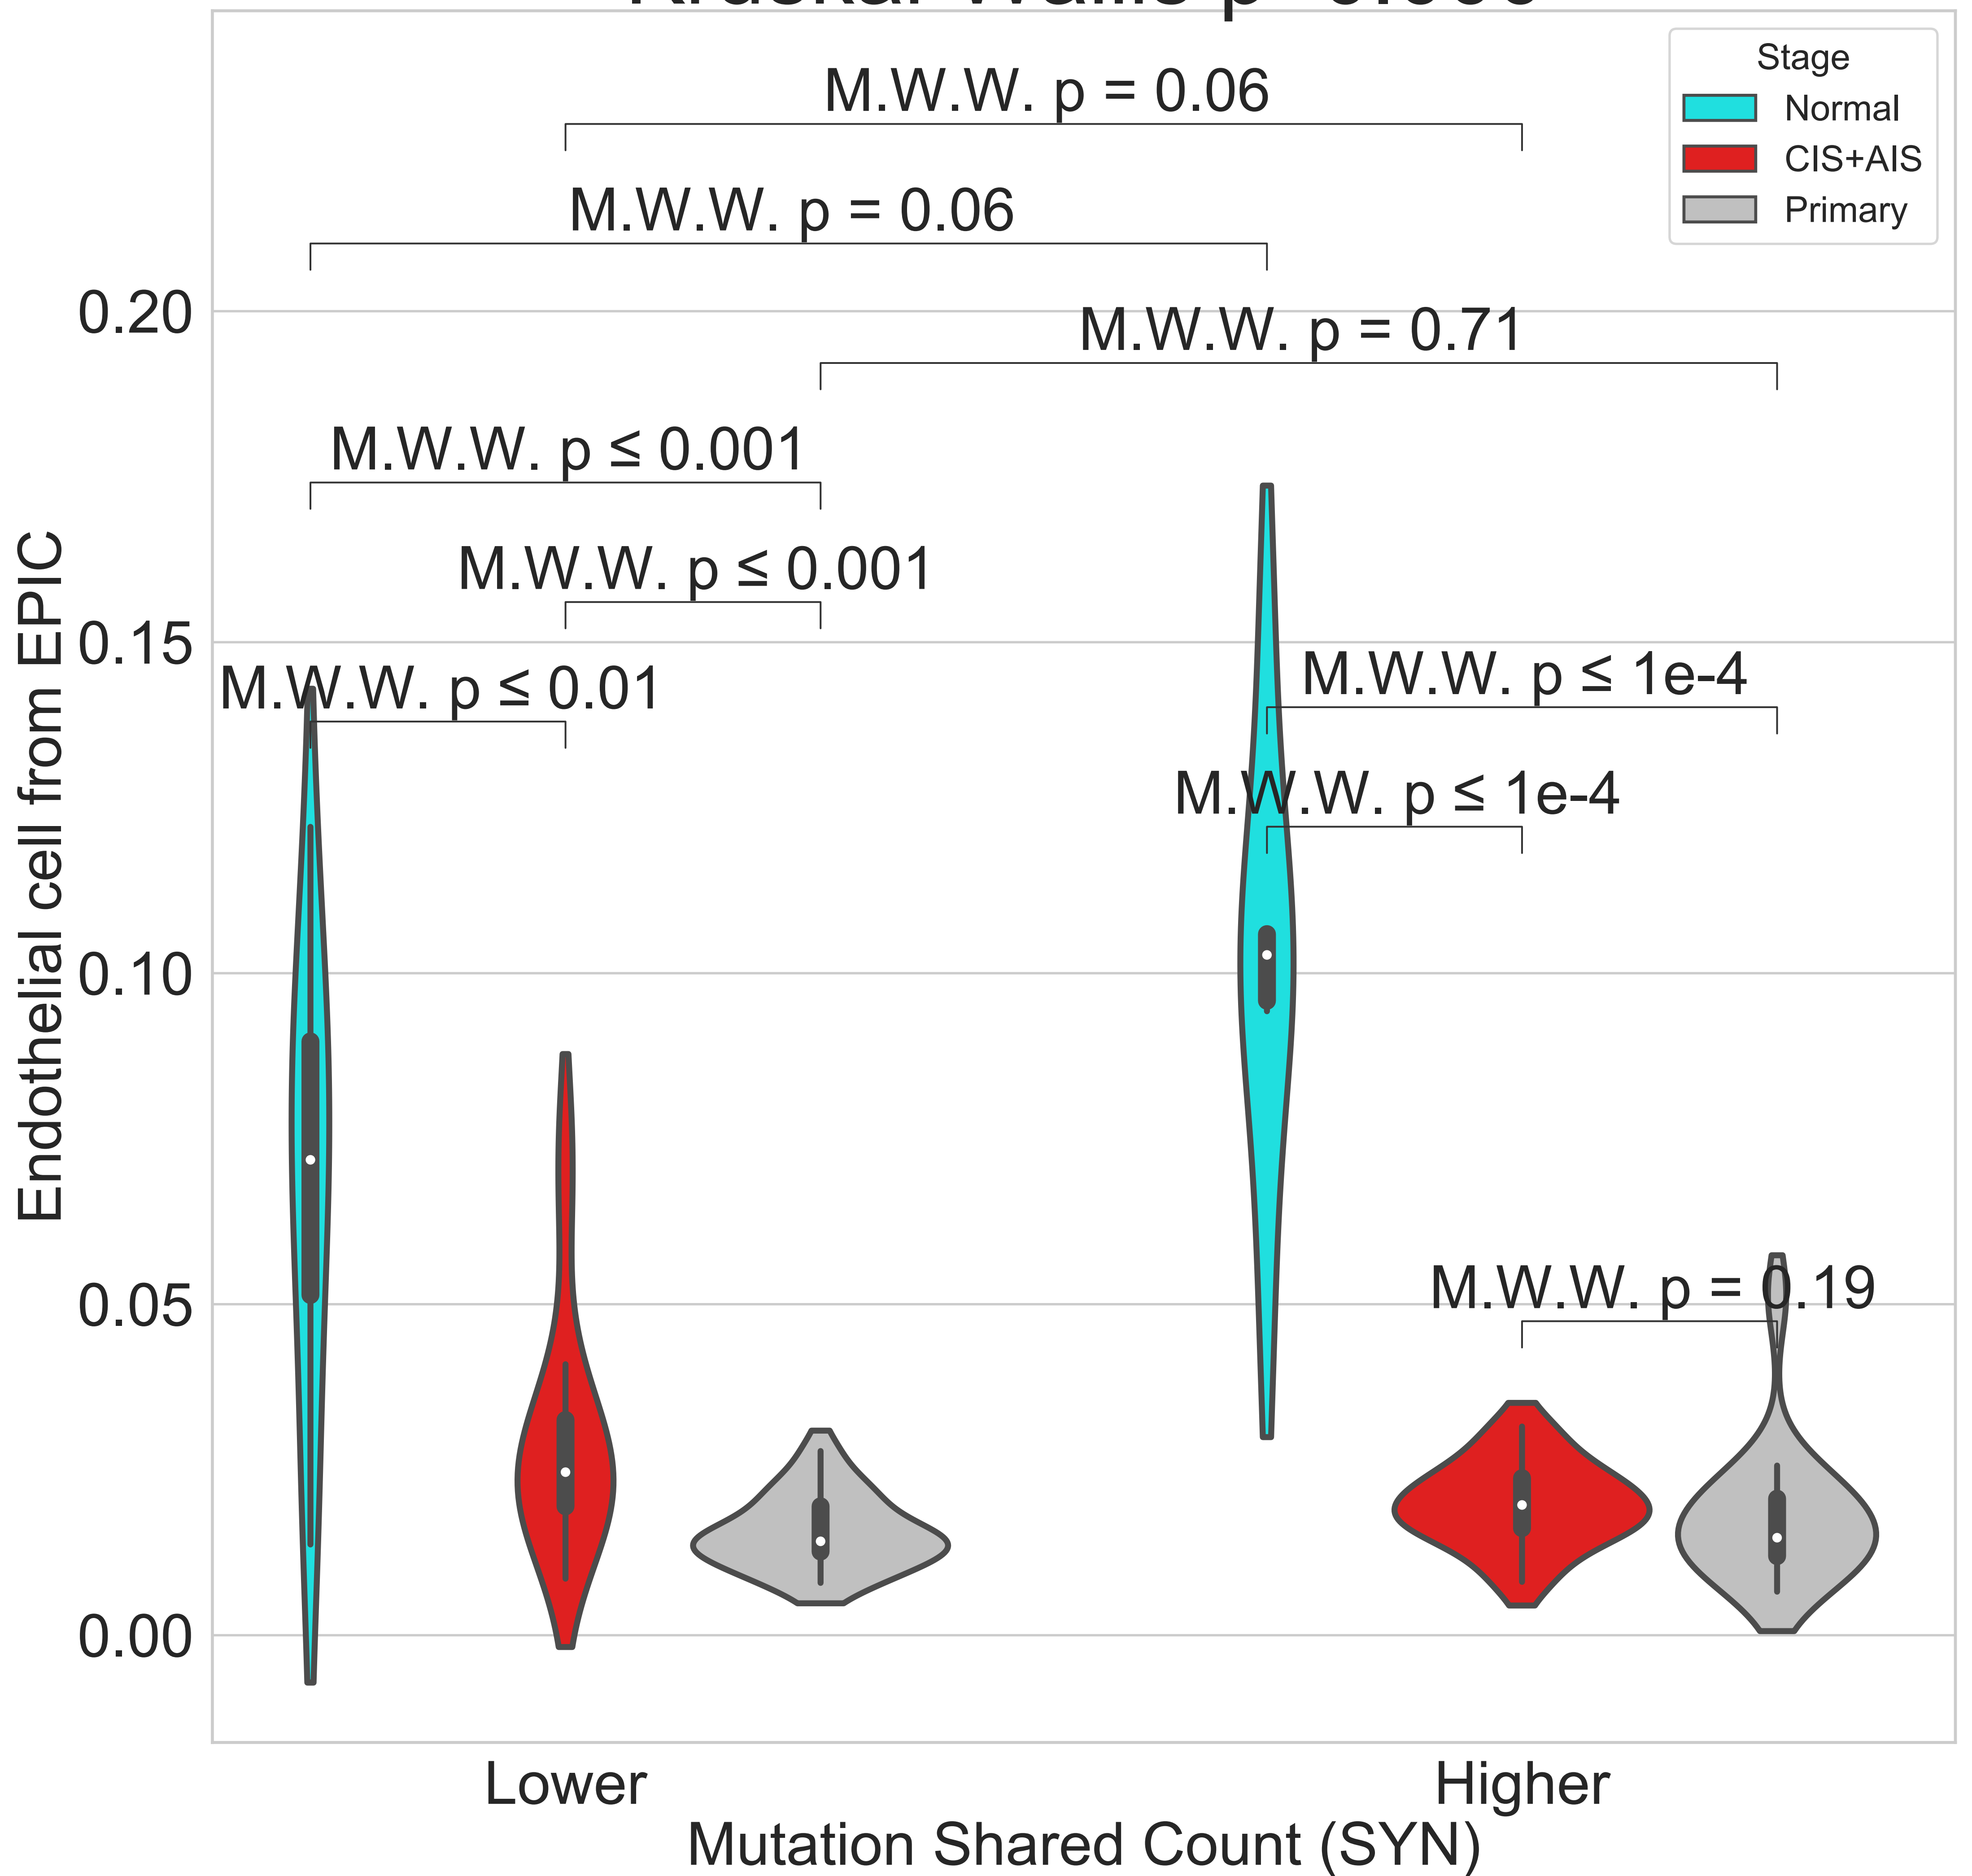 M.W.W. p = 0.06
Stage
Normal
CIS+AIS
Primary
M.W.W. p = 0.06
0.20
M.W.W. p = 0.71
M.W.W. p ≤ 0.001
M.W.W. p ≤ 0.001
0.15
M.W.W. p ≤ 0.01
M.W.W. p ≤ 1e-4
M.W.W. p ≤ 1e-4
Endothelial cell from EPIC
0.10
M.W.W. p = 0.19
0.05
0.00
Lower
Higher
Mutation Shared Count (SYN)